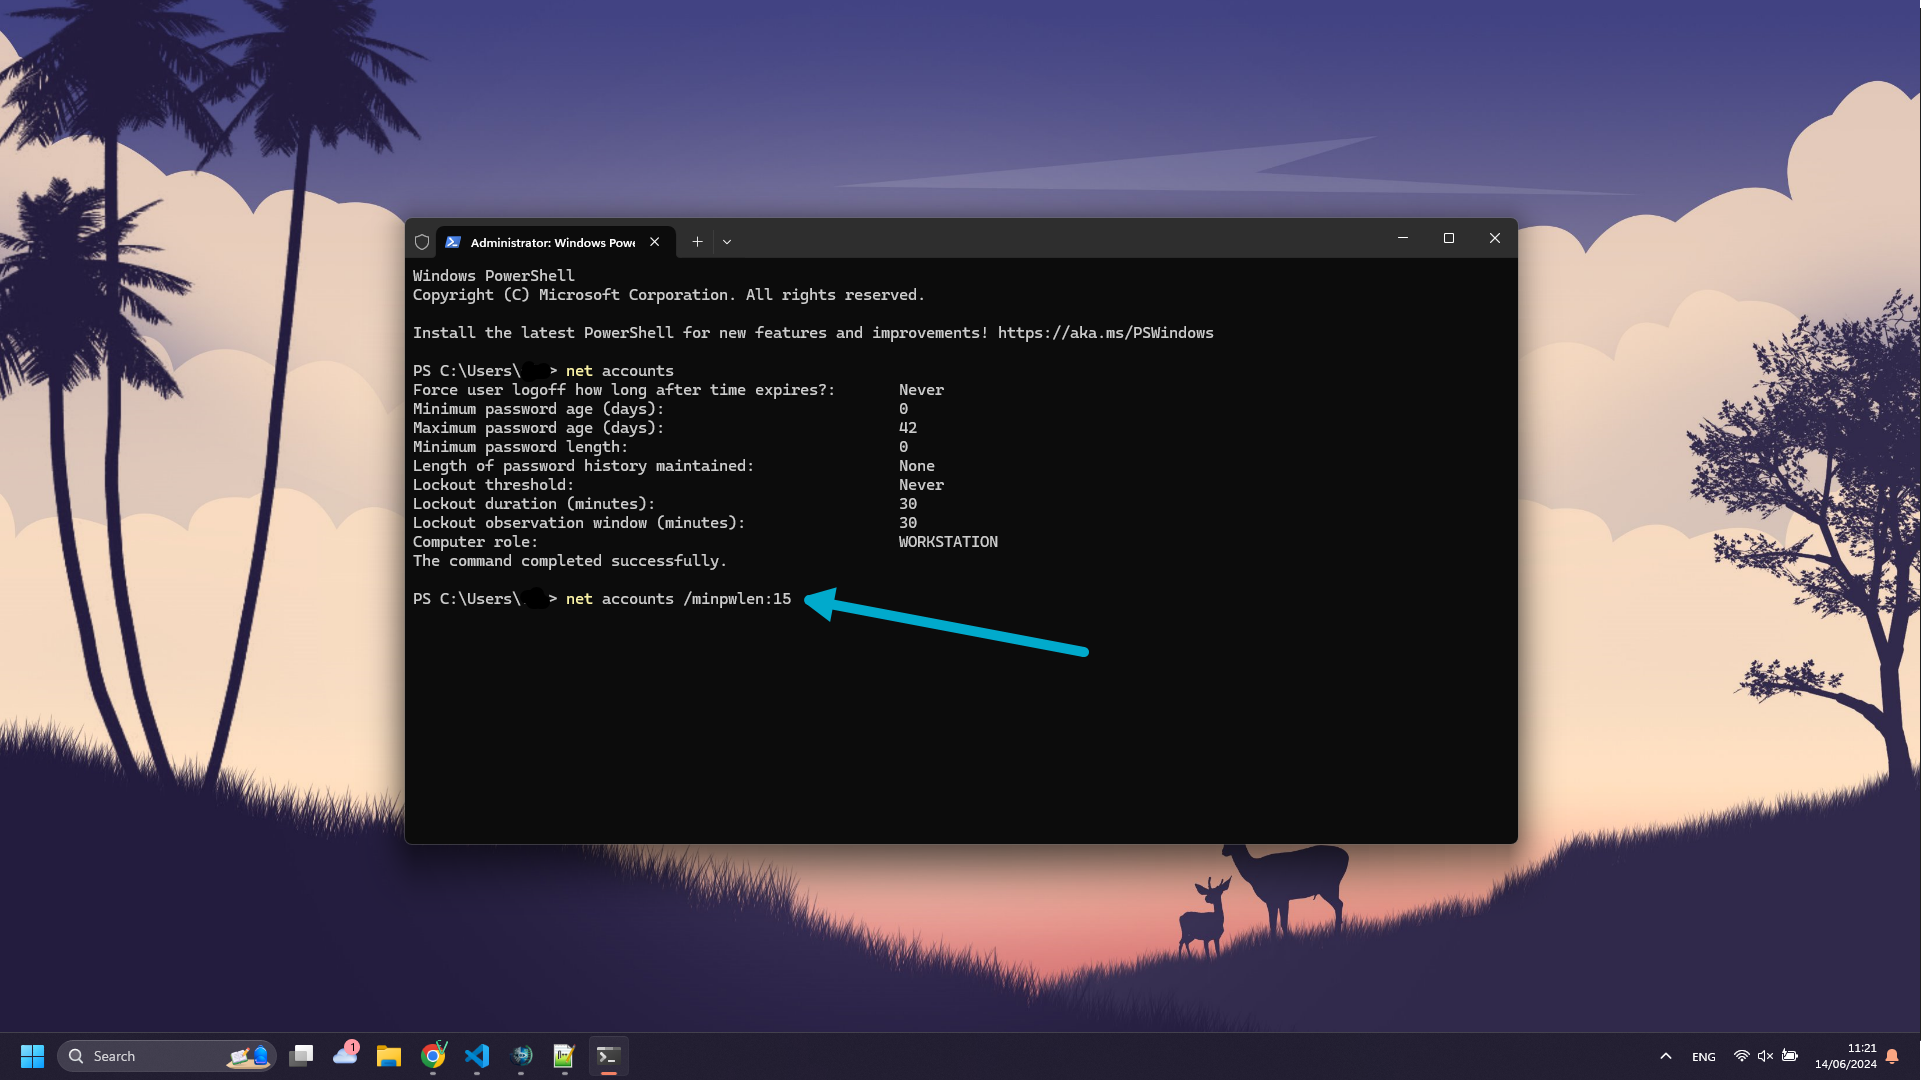 Administrator: Windows Powe
Windows PowerShell
Copyright (C) Microsoft Corporation. All rights reserved.
Install the latest PowerShell for new features and improvements! https://aka.ms/PSWindows
PS C:\Users\ > net accounts
Force user logoff how long after time expires?: Never
Minimum password age (days): 0
Maximum password age (days): 42
Minimum password length: 0
Length of password history maintained: None
Lockout threshold: Never
Lockout duration (minutes): 30
Lockout observation window (minutes): 30
Computer role: WORKSTATION
The command completed successfully.
PS C:\Users\ > net accounts /minpwlen:15
Search
1
ENG
11:21
14/06/2024